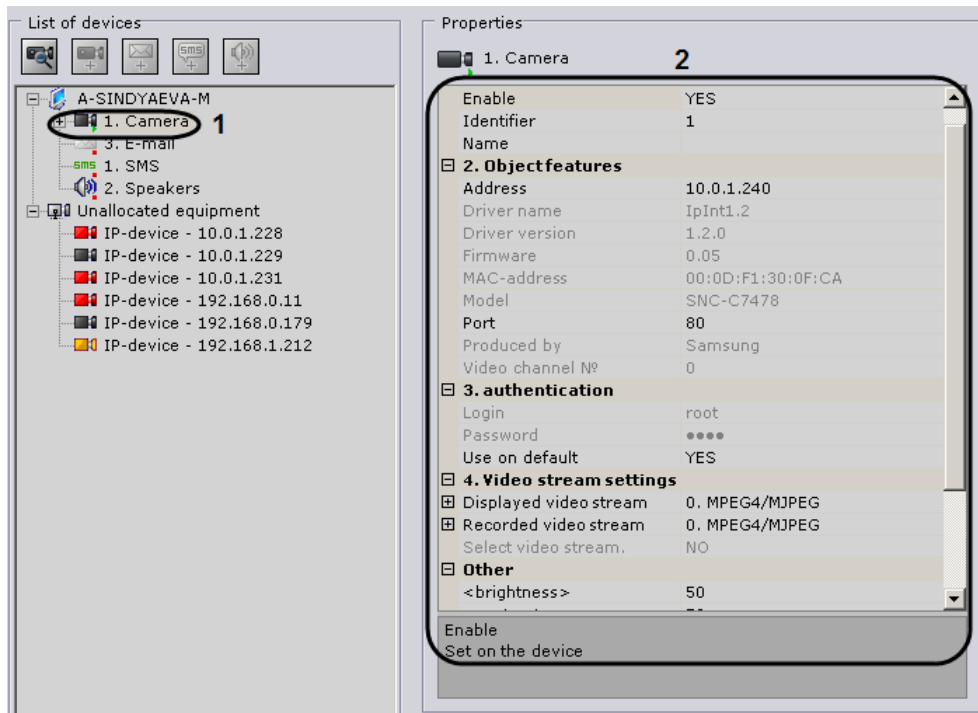 List of devices
sms
A-SINDYAEVA-M
1. Camera
1
3. E-mail
sms 1. SMS
2. Speakers
Unallocated equipment
IP-device - 10.0.1.228
IP-device - 10.0.1.229
IP-device - 10.0.1.231
IP-device - 192.168.0.11
IP-device - 192.168.0.179
IP-device - 192.168.1.212
Properties
1. Camera
2
Enable YES
Identifier 1
Name
2. Object features
Address 10.0.1.240
Driver name IpInt1.2
Driver version 1.2.0
Firmware 0.05
MAC-address 00:0D:F1:30:0F:CA
Model SNC-C7478
Port 80
Produced by Samsung
Video channel № 0
3. authentication
Login root
Password ●●●●
Use on default YES
4. Video stream settings
Displayed video stream 0. MPEG4/MJPEG
Recorded video stream 0. MPEG4/MJPEG
Select video stream. NO
Other
<brightness> 50
Enable
Set on the device